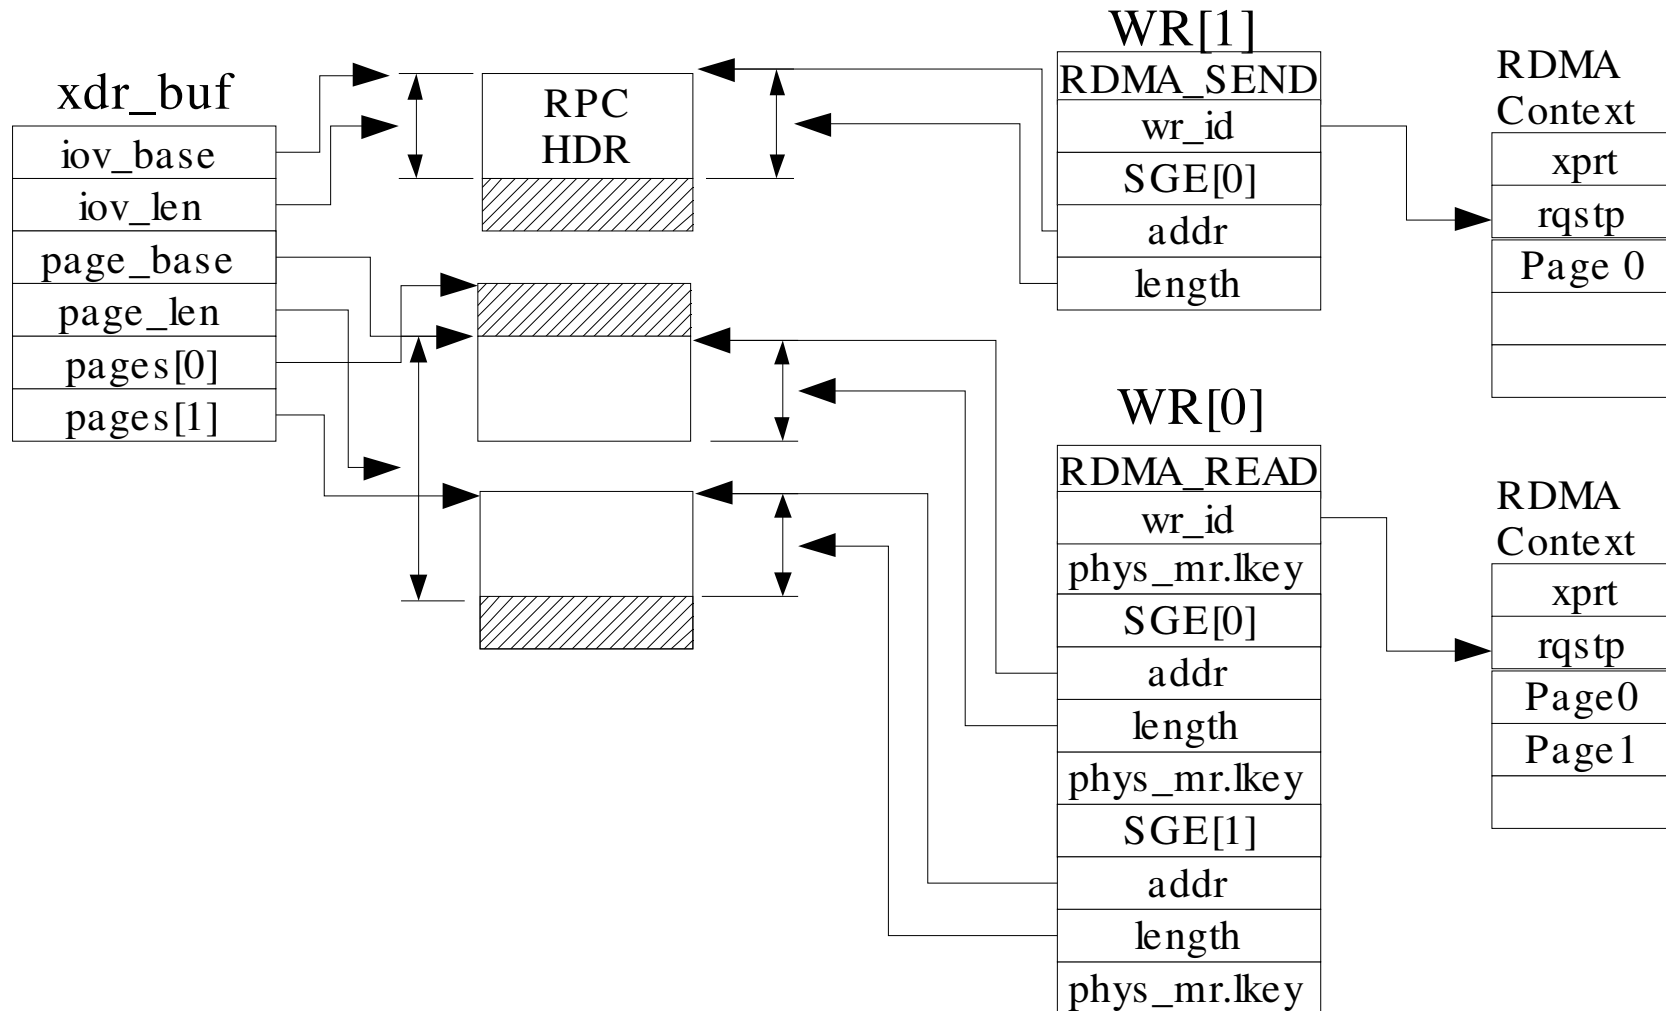 xdr_buf
iov_base
iov_len
page_base
page_len
pages[0]
pages[1]
RPC
HDR
WR[1]
RDMA_SEND
wr_id
SGE[0]
addr
length
WR[0]
RDMA_READ
wr_id
phys_mr.lkey
SGE[0]
addr
length
phys_mr.lkey
SGE[1]
addr
length
phys_mr.lkey
RDMA
Context
xprt
rqstp
Page 0
RDMA
Context
xprt
rqstp
Page0
Page1